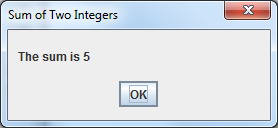 Sum of Two Integers
The sum is 5
OK